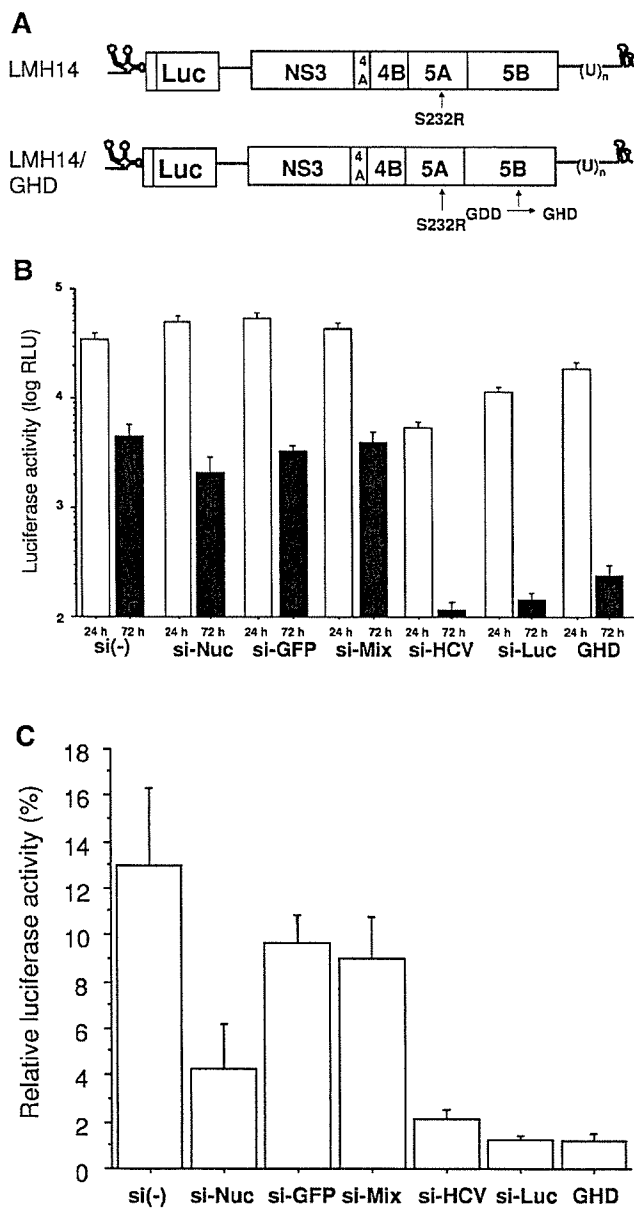 A
LMH14
Luc
NS3
4
A
4B
5A
5B
(U)n
S232R
LMH14/
GHD
Luc
NS3
4
A
4B
5A
5B
(U)n
S232R
GDD
GHD
B
Luciferase activity (log RLU)
5
4
3
2
24 h 72 h 24 h 72 h 24 h 72 h 24 h 72 h 24 h 72 h 24 h 72 h 24 h 72 h
si(-) si-Nuc si-GFP si-Mix si-HCV si-Luc GHD
C
Relative luciferase activity (%)
18
16
14
12
10
8
6
4
2
0
si(-) si-Nuc si-GFP si-Mix si-HCV si-Luc GHD